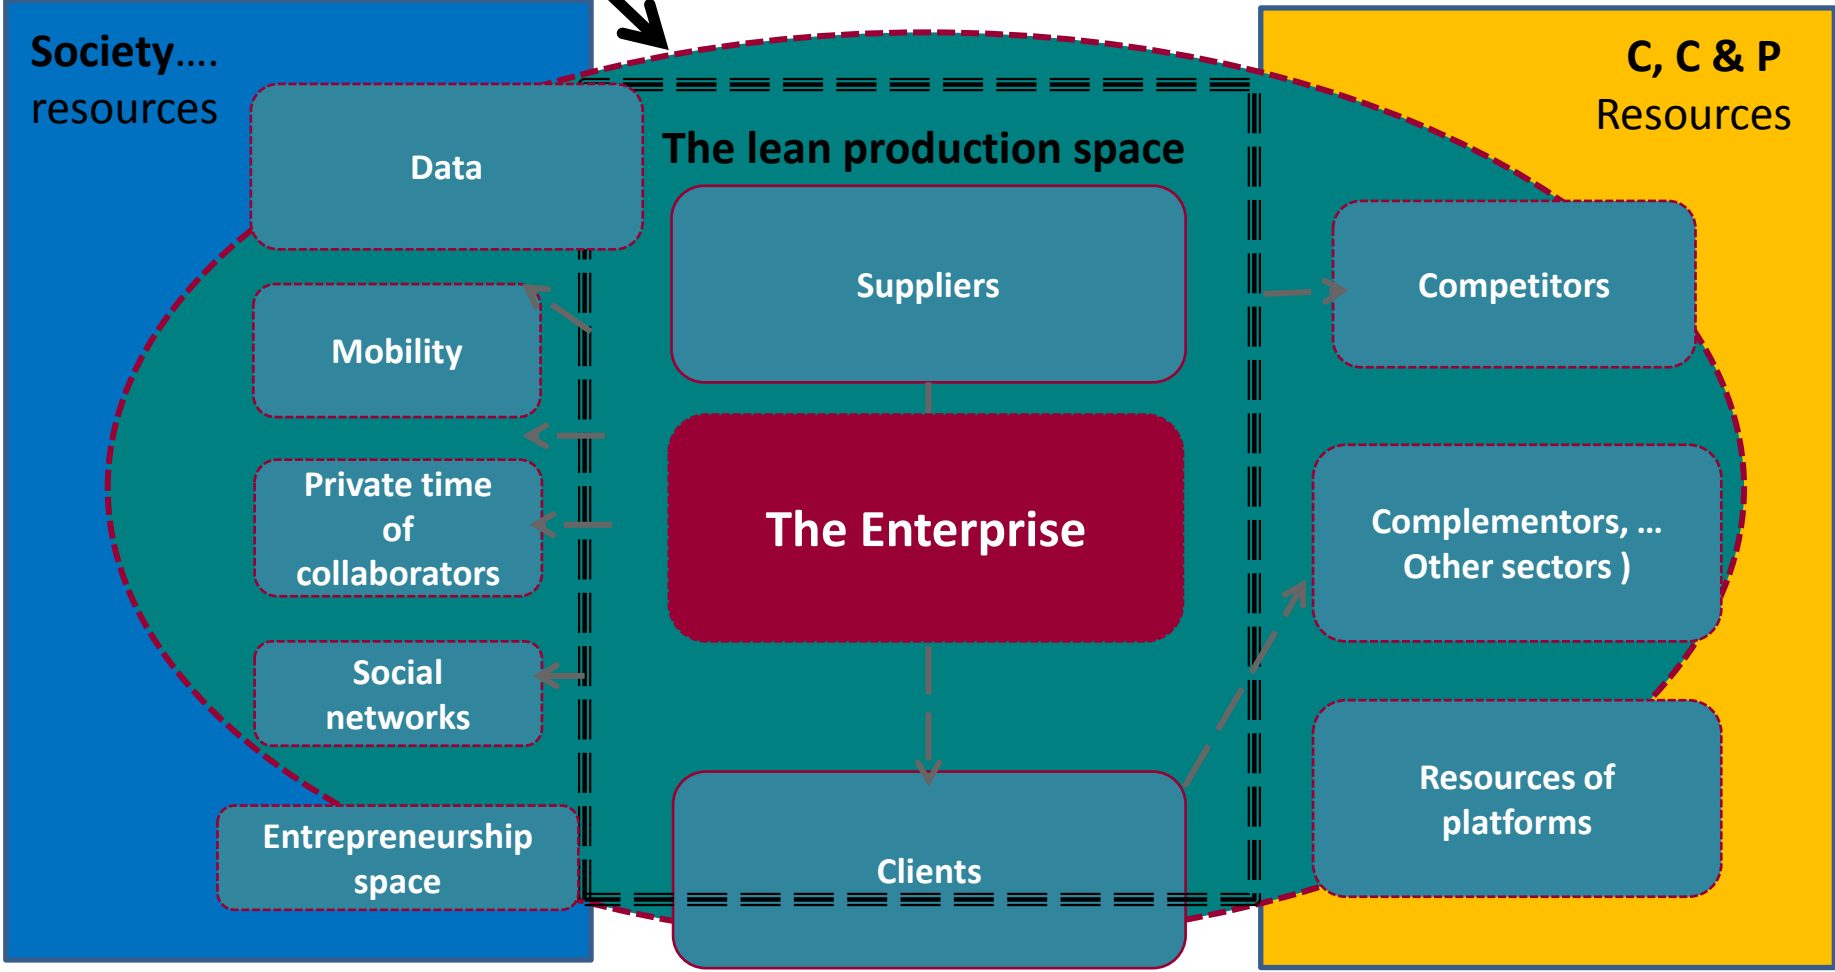 Society....
resources
C, C & P
Resources
The lean production space
Data
Suppliers
Competitors
Mobility
Private time
of
collaborators
The Enterprise
Complementors, ...
Other sectors )
Social
networks
Resources of
platforms
Entrepreneurship
space
Clients